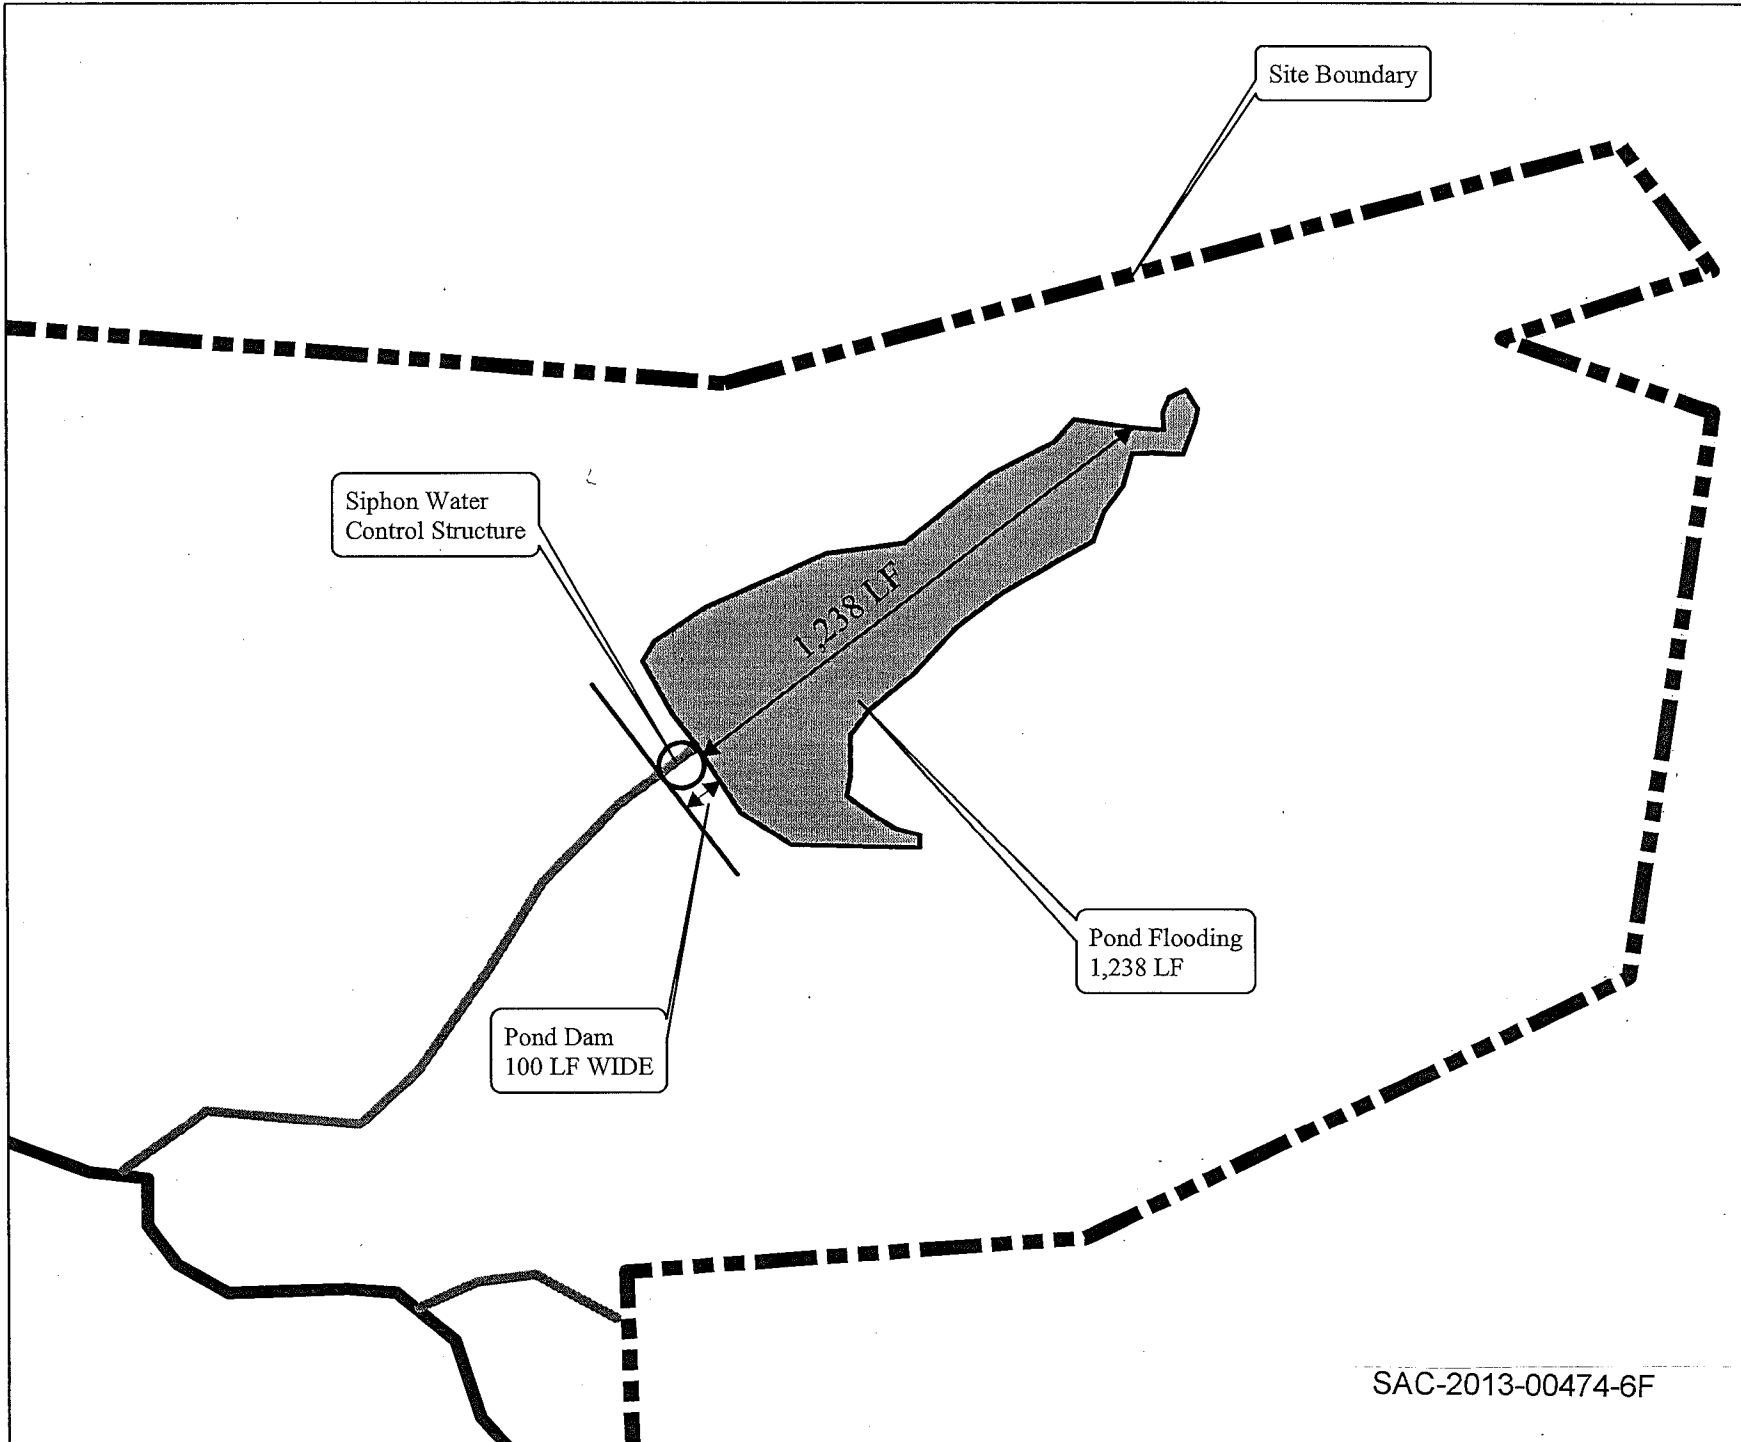 Site Boundary
Siphon Water
Control Structure
1,238 LF
Pond Flooding
1,238 LF
Pond Dam
100 LF WIDE
SAC-2013-00474-6F